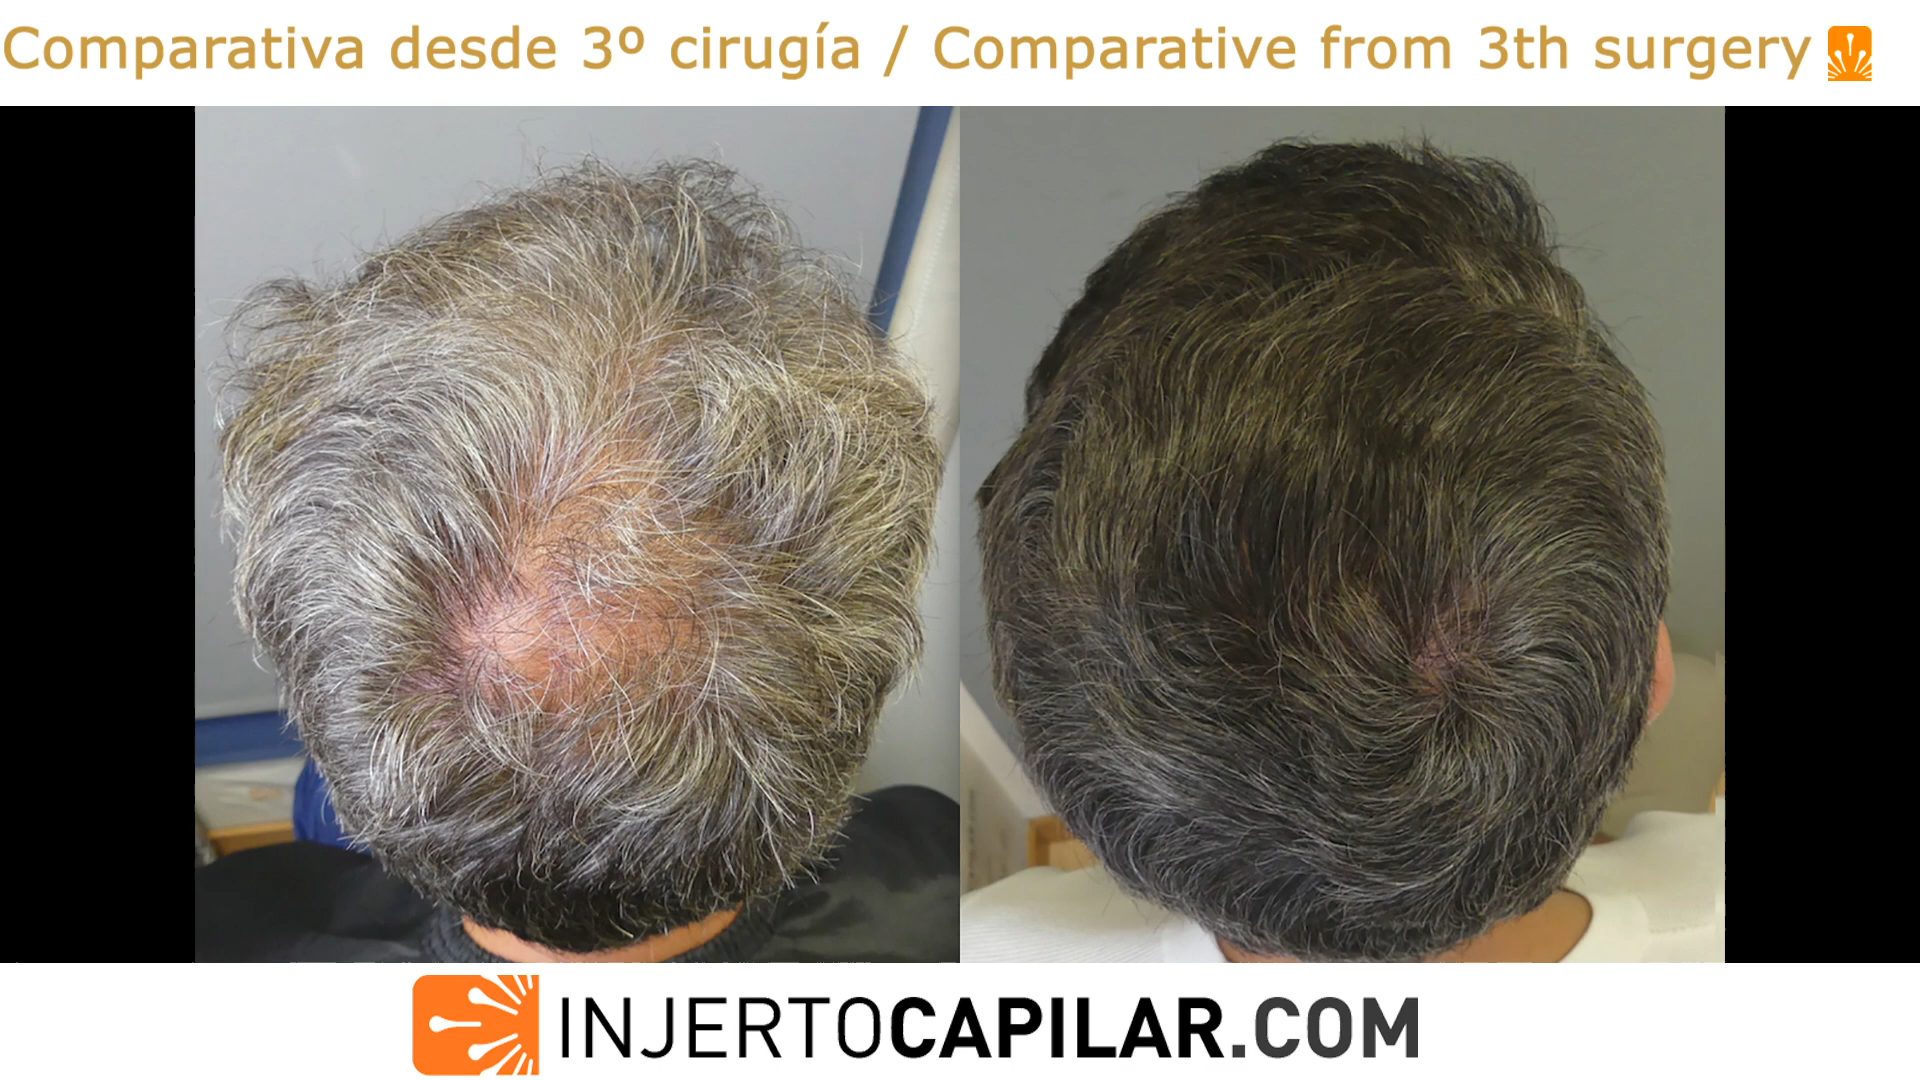 Comparativa desde 3º cirugía / Comparative from 3th surgery
INJERTOCAPILAR.COM